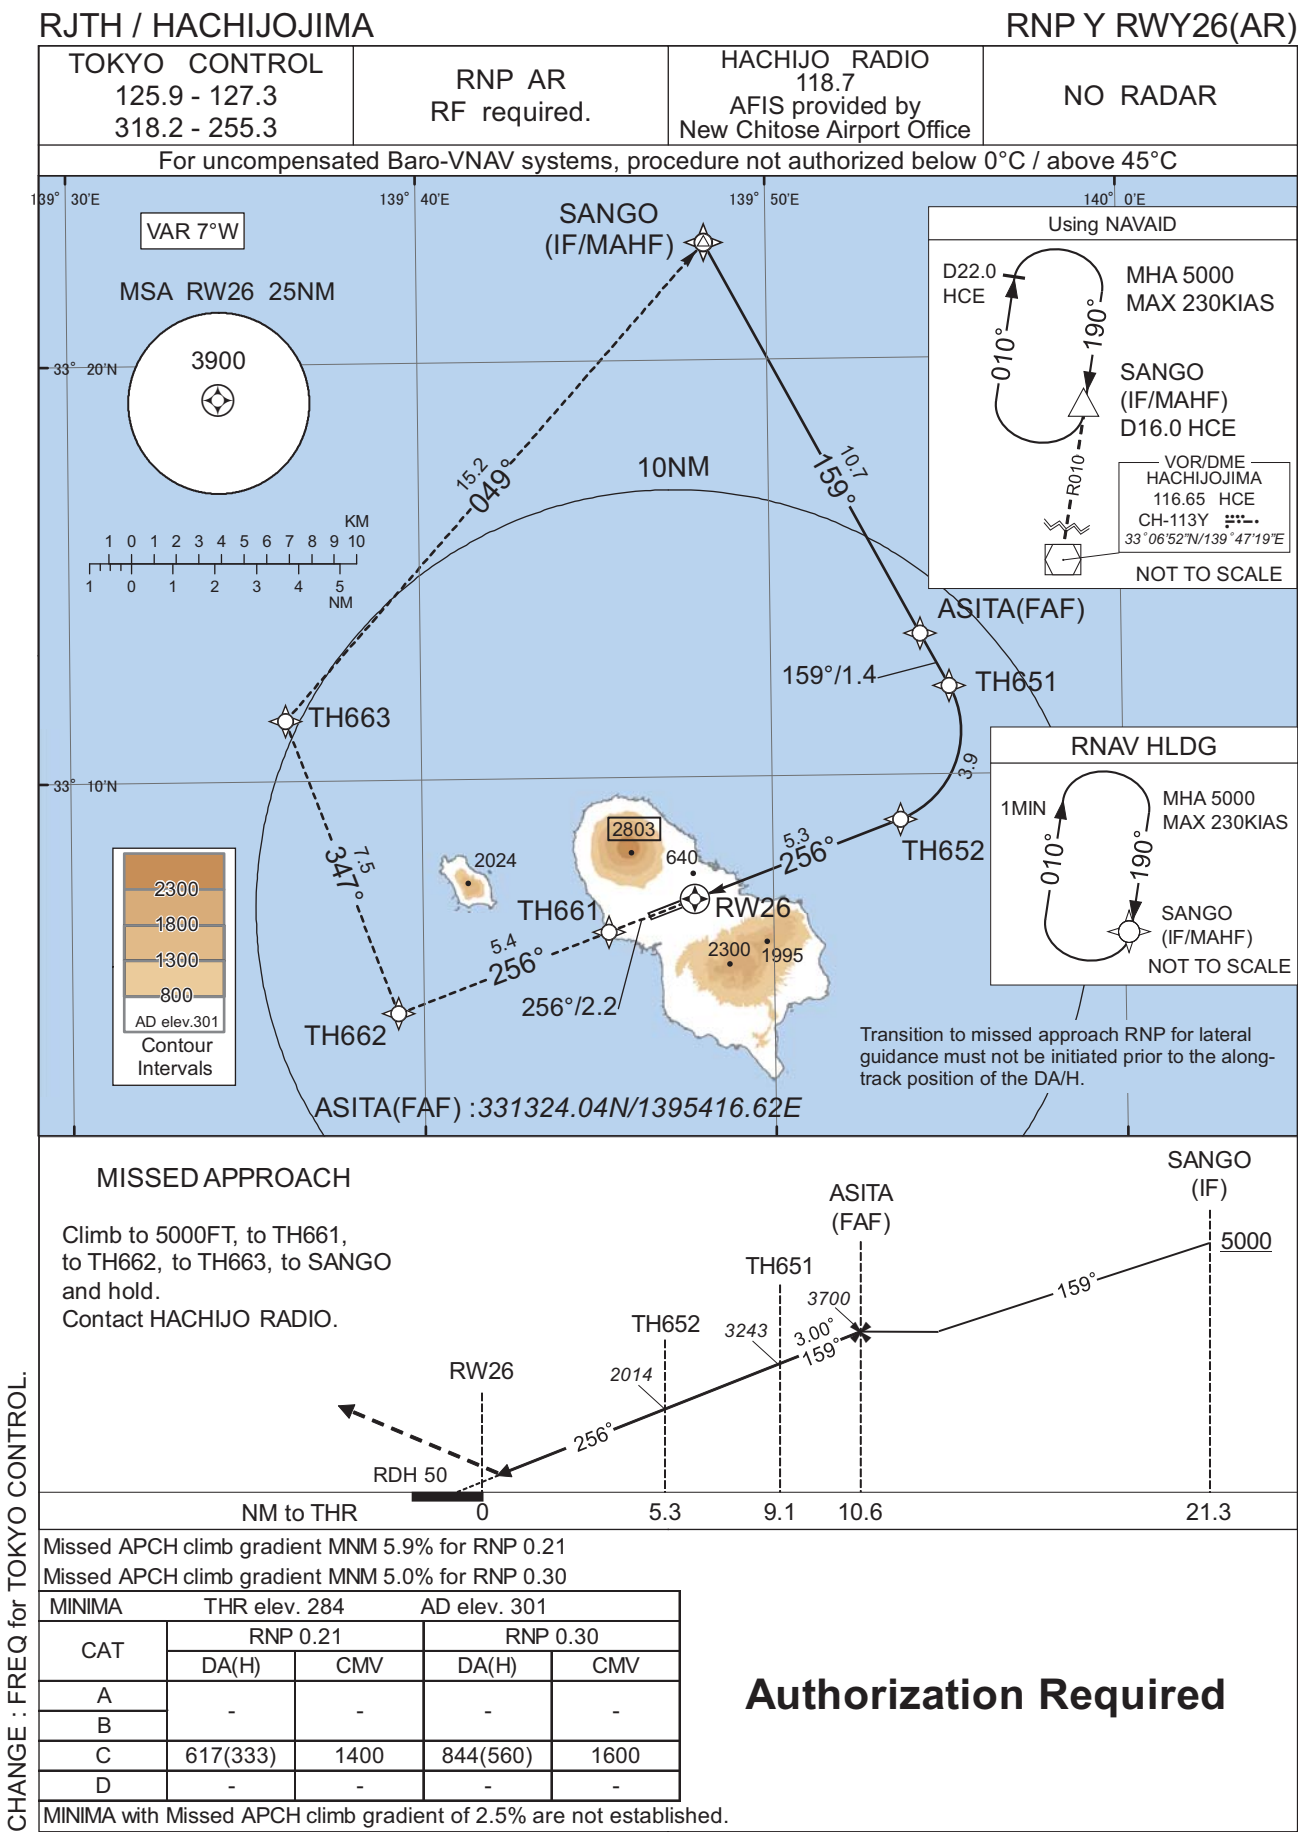 RJTH / HACHIJOJIMA
RNP Y RWY26(AR)
TOKYO CONTROL
125.9 - 127.3
318.2 - 255.3
RNP AR
RF required.
HACHIJO RADIO
118.7
AFIS provided by
New Chitose Airport Office
NO RADAR
For uncompensated Baro-VNAV systems, procedure not authorized below 0°C / above 45°C
139° 30'E
139° 40'E
139° 50'E
140° 0'E
VAR 7°W
SANGO
(IF/MAHF)
MSA RW26 25NM
3900
33° 20'N
Using NAVAID
D22.0
HCE
MHA 5000
MAX 230KIAS
010°
190°
SANGO
(IF/MAHF)
D16.0 HCE
R010
VOR/DME
HACHIJOJIMA
116.65 HCE
CH-113Y
33°06'52"N/139°47'19"E
NOT TO SCALE
15.2
049°
10NM
10.7
159°
KM
1 0 1 2 3 4 5 6 7 8 9 10
1 0 1 2 3 4 5
NM
ASITA(FAF)
159°/1.4
TH651
TH663
3.9
33° 10'N
RNAV HLDG
1MIN
MHA 5000
MAX 230KIAS
010°
190°
SANGO
(IF/MAHF)
NOT TO SCALE
2803
640
2024
5.3
256°
TH652
7.5
347°
TH661
RW26
5.4
256°
2300
1995
256°/2.2
TH662
2300
1800
1300
800
AD elev.301
Contour
Intervals
Transition to missed approach RNP for lateral
guidance must not be initiated prior to the along-
track position of the DA/H.
ASITA(FAF) :331324.04N/1395416.62E
MISSED APPROACH
Climb to 5000FT, to TH661,
to TH662, to TH663, to SANGO
and hold.
Contact HACHIJO RADIO.
SANGO
(IF)
5000
ASITA
(FAF)
159°
TH651
3700
3.00°
159°
TH652
3243
2014
RW26
256°
RDH 50
NM to THR
0
5.3
9.1
10.6
21.3
Missed APCH climb gradient MNM 5.9% for RNP 0.21
Missed APCH climb gradient MNM 5.0% for RNP 0.30
MINIMA THR elev. 284 AD elev. 301
CAT RNP 0.21 RNP 0.30
DA(H) CMV DA(H) CMV
A
B
- - - -
C 617(333) 1400 844(560) 1600
D - - - -
MINIMA with Missed APCH climb gradient of 2.5% are not established.
Authorization Required
CHANGE : FREQ for TOKYO CONTROL.